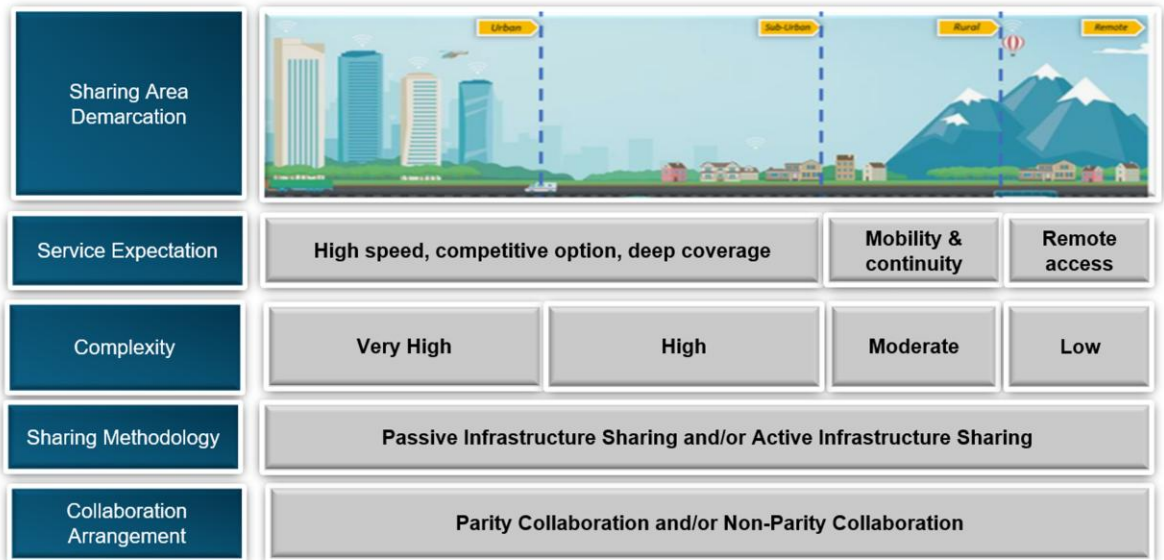 Sharing Area
Demarcation
Urban
Sub-Urban
Rural
Remote
Service Expectation
High speed, competitive option, deep coverage
Mobility &
continuity
Remote
access
Complexity
Very High
High
Moderate
Low
Sharing Methodology
Passive Infrastructure Sharing and/or Active Infrastructure Sharing
Collaboration
Arrangement
Parity Collaboration and/or Non-Parity Collaboration